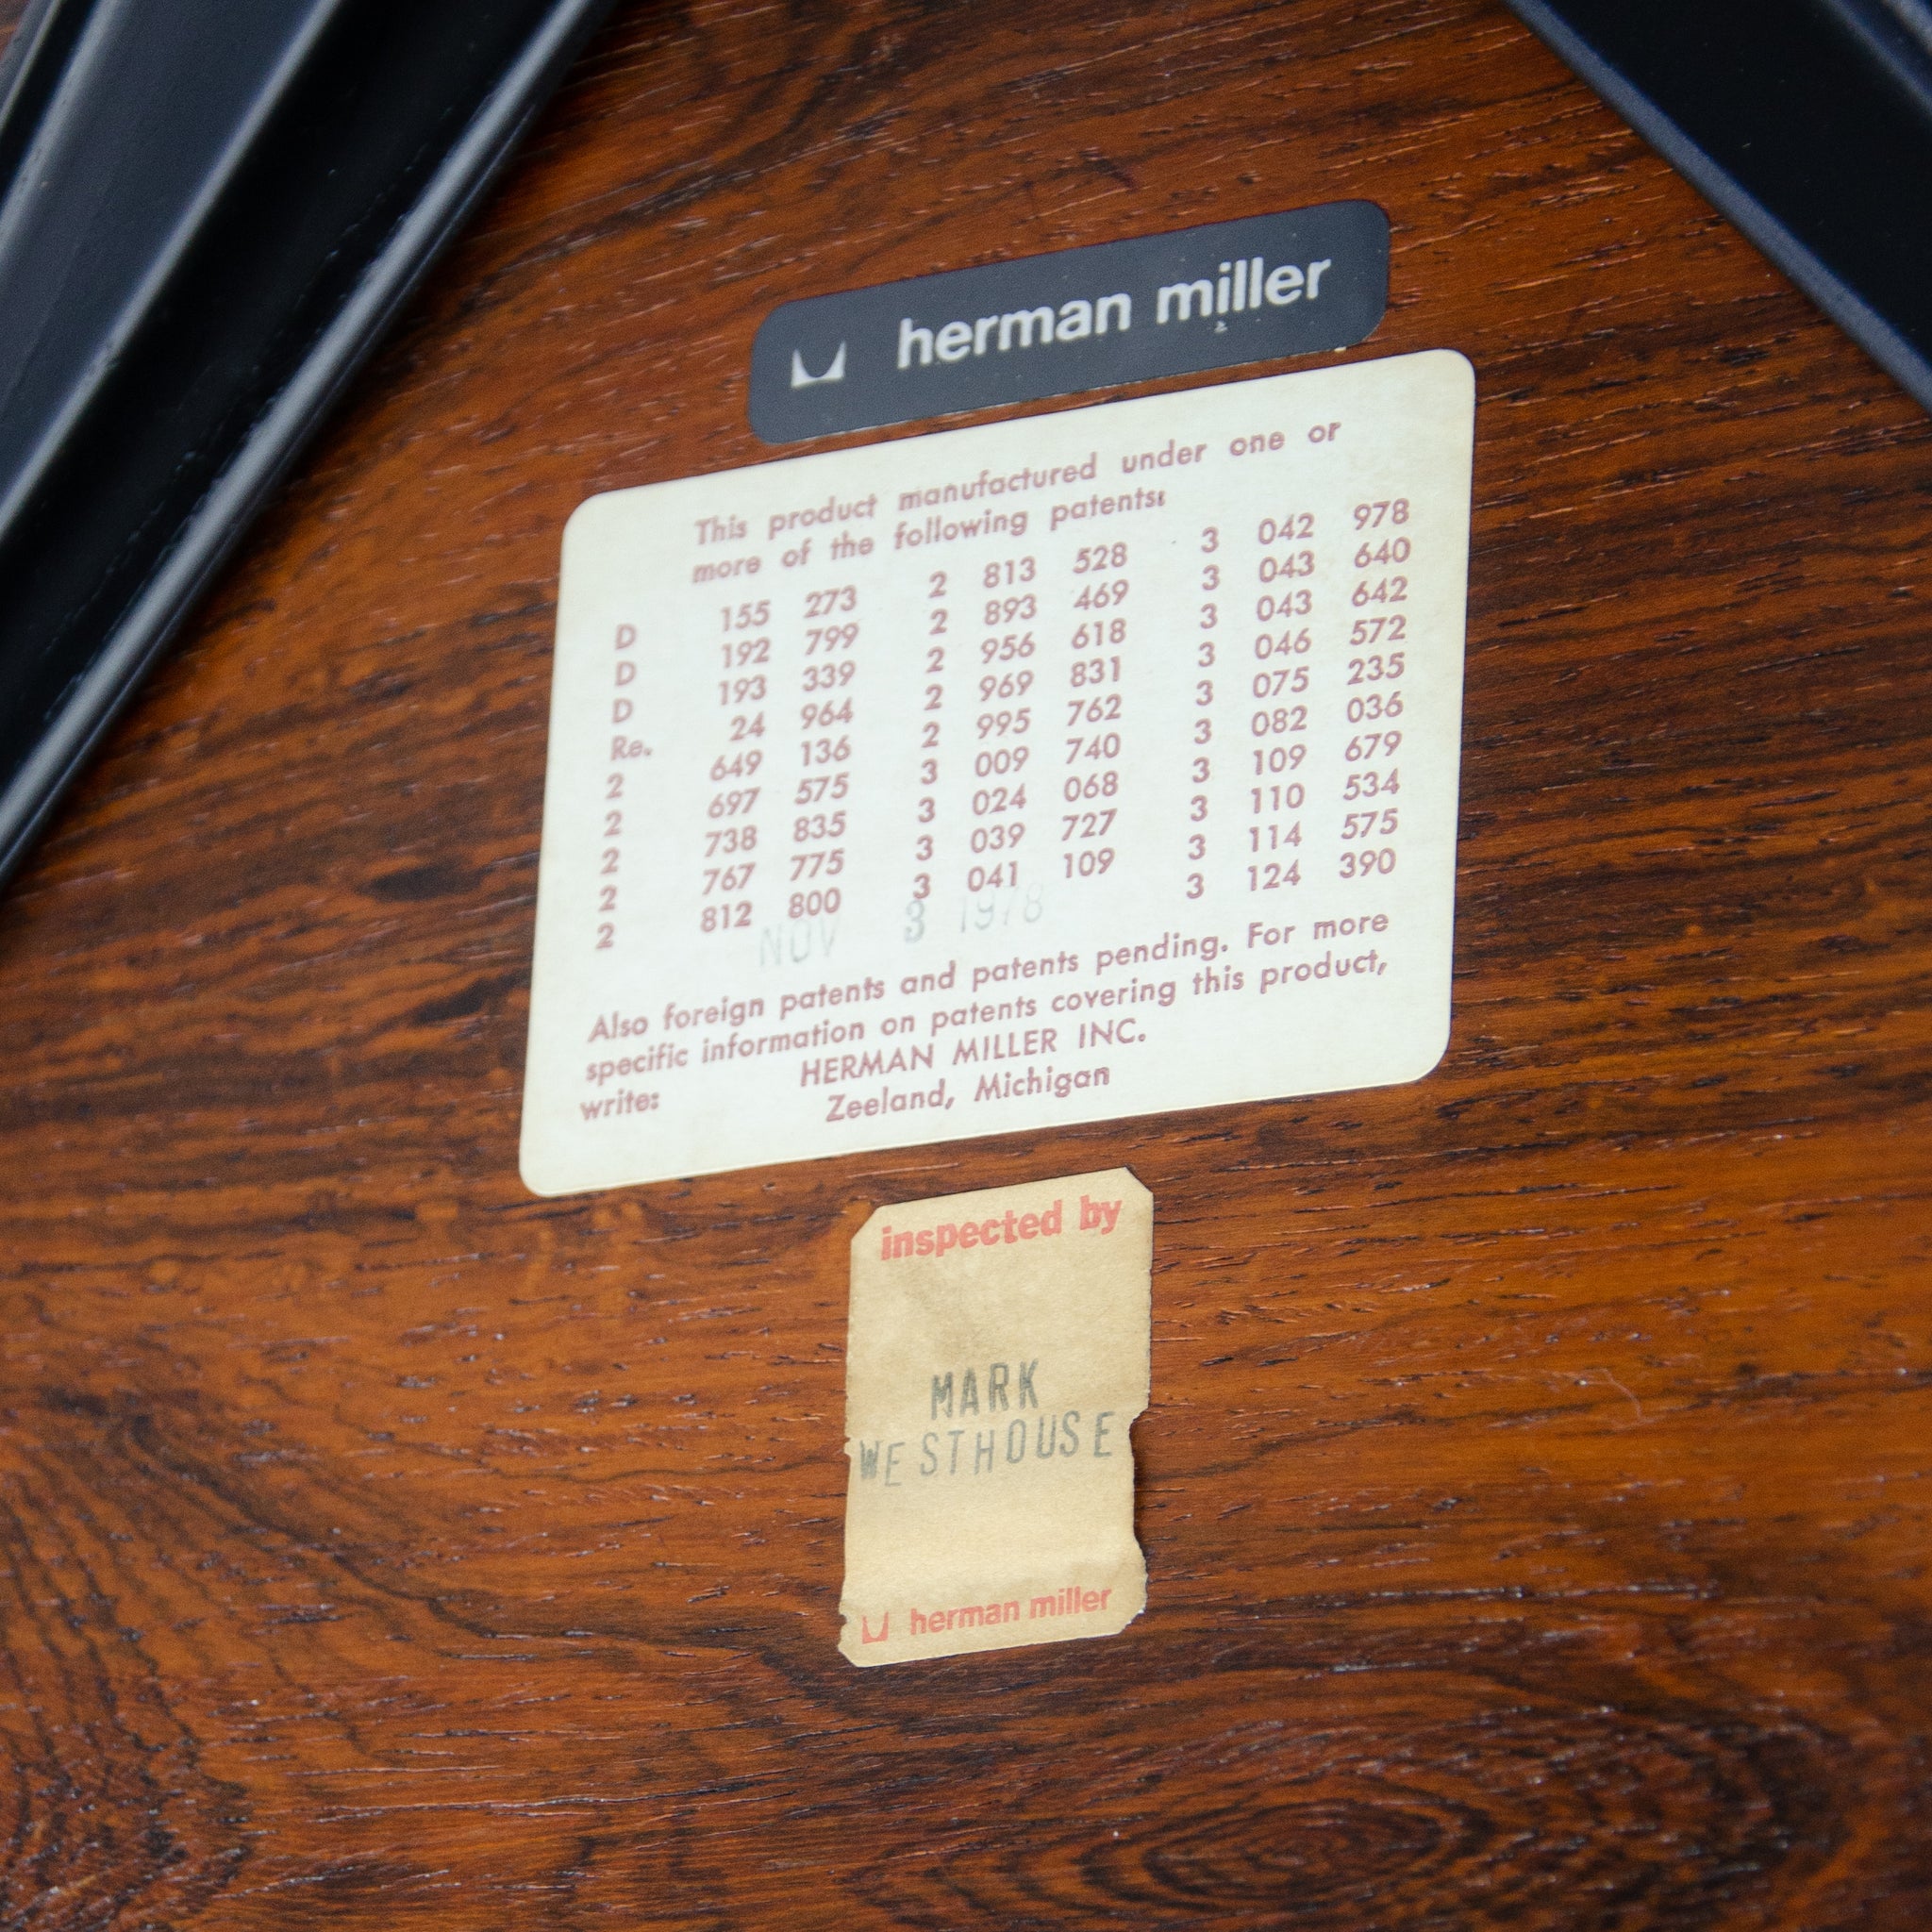 herman miller
This product manufactured under one or
more of the following patents:
D 155 273 2 813 528 3 042 978
D 192 799 2 893 469 3 043 640
D 193 339 2 956 618 3 043 642
Re. 24 964 2 969 831 3 046 572
2 649 136 2 995 762 3 075 235
2 697 575 3 009 740 3 082 036
2 738 835 3 024 068 3 109 679
2 767 775 3 039 727 3 110 534
2 812 800 3 041 109 3 114 575
3 124 390
NOV 3 1978
Also foreign patents and patents pending. For more
specific information on patents covering this product,
write: HERMAN MILLER INC.
Zeeland, Michigan
inspected by
MARK
WESTHOUSE
herman miller